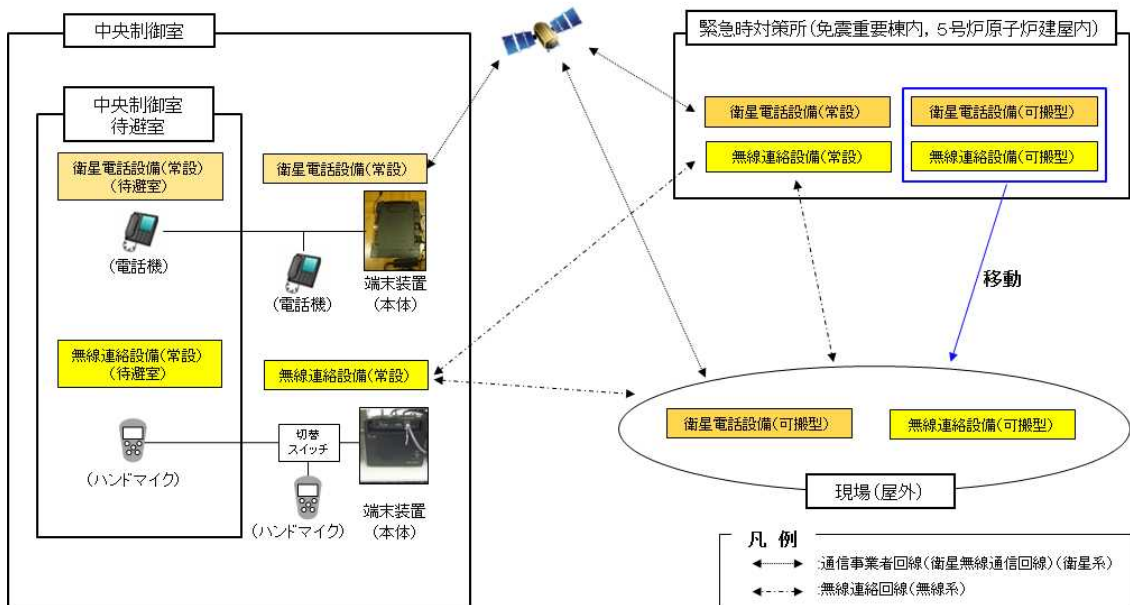 中央制御室
中央制御室
待避室
衛星電話設備(常設)
(待避室)
衛星電話設備(常設)
(電話機)
(電話機)
端末装置
(本体)
無線連絡設備(常設)
(待避室)
無線連絡設備(常設)
切替
スイッチ
(ハンドマイク)
(ハンドマイク)
端末装置
(本体)
緊急時対策所(免震重要棟内，5号炉原子炉建屋内)
衛星電話設備(常設)
衛星電話設備(可搬型)
無線連絡設備(常設)
無線連絡設備(可搬型)
移動
衛星電話設備(可搬型)
無線連絡設備(可搬型)
現場(屋外)
凡 例
:通信事業者回線(衛星無線通信回線)(衛星系)
:無線連絡回線(無線系)